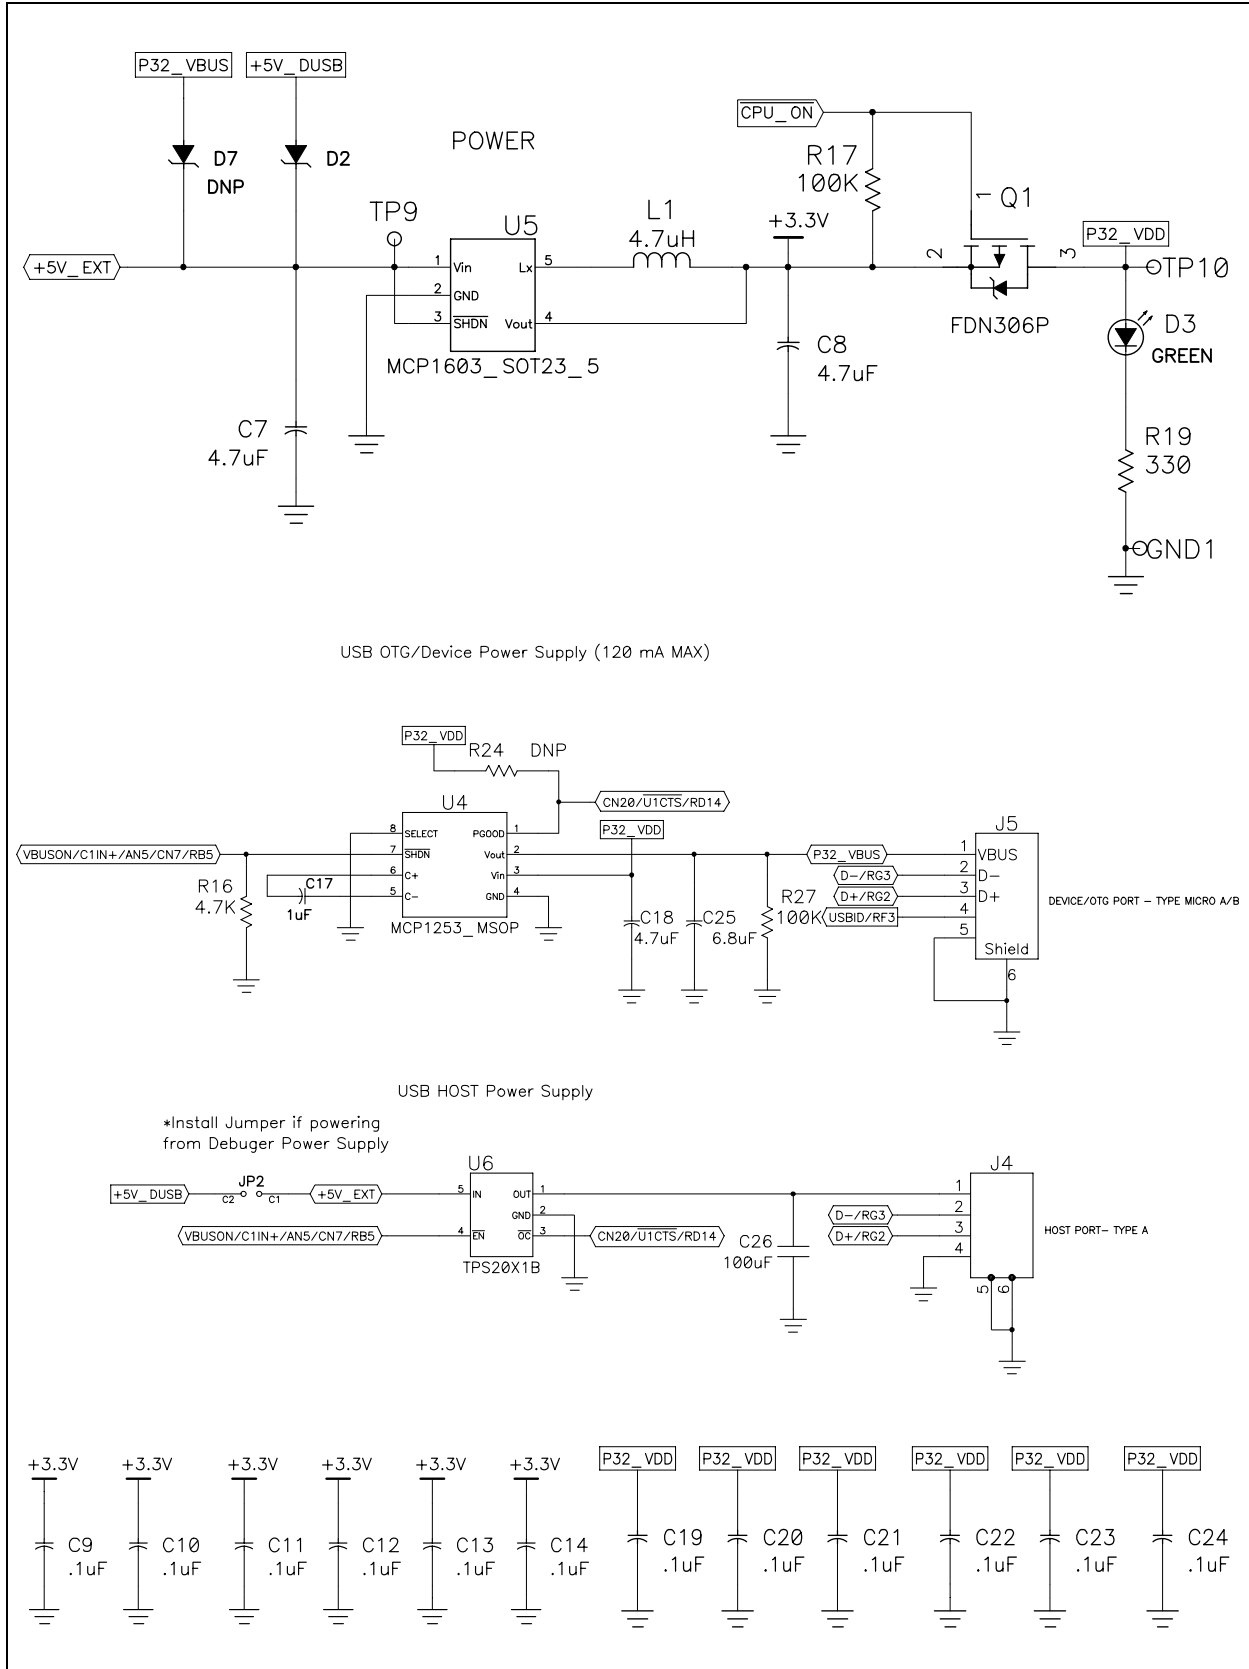 P32_VBUS
+5V_DUSB
CPU_ON
POWER
D7
DNP
D2
R17
100K
1
Q1
TP9
U5
L1
4.7uH
+3.3V
P32_VDD
+5V_EXT
1
Vin
Lx
5
2
3
TP10
2
GND
3
SHDN
Vout
4
FDN306P
D3
GREEN
MCP1603_SOT23_5
C8
4.7uF
C7
4.7uF
R19
330
GND1
USB OTG/Device Power Supply (120 mA MAX)
P32_VDD
R24
DNP
U4
CN20/U1CTS/RD14
P32_VDD
J5
8
SELECT
PGOOD
1
VBUSON/C1IN+/AN5/CN7/RB5
7
SHDN
Vout
2
P32_VBUS
1
VBUS
6
C+
Vin
3
D-/RG3
2
D-
R16
4.7K
C17
1uF
5
C-
GND
4
R27
100K
D+/RG2
3
D+
DEVICE/OTG PORT - TYPE MICRO A/B
MCP1253_MSOP
C18
4.7uF
C25
6.8uF
USBID/RF3
4
5
Shield
6
USB HOST Power Supply
*Install Jumper if powering
from Debuger Power Supply
U6
J4
+5V_DUSB
JP2
C2
C1
+5V_EXT
5
IN
OUT
1
1
GND
2
D-/RG3
2
VBUSON/C1IN+/AN5/CN7/RB5
4
EN
OC
3
CN20/U1CTS/RD14
D+/RG2
3
HOST PORT- TYPE A
C26
100uF
4
TPS20X1B
5
6
+3.3V
+3.3V
+3.3V
+3.3V
+3.3V
+3.3V
P32_VDD
P32_VDD
P32_VDD
P32_VDD
P32_VDD
P32_VDD
C9
.1uF
C10
.1uF
C11
.1uF
C12
.1uF
C13
.1uF
C14
.1uF
C19
.1uF
C20
.1uF
C21
.1uF
C22
.1uF
C23
.1uF
C24
.1uF